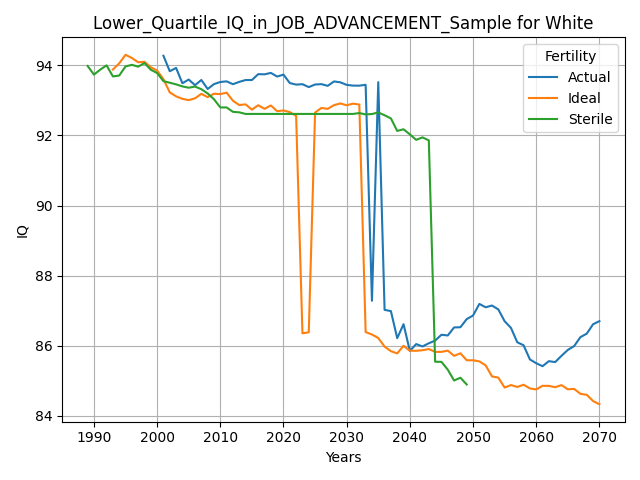 Lower_Quartile_IQ_in_JOB_ADVANCEMENT_Sample for White
Fertility
Actual
Ideal
Sterile
IQ
94
92
90
88
86
84
1990 2000 2010 2020 2030 2040 2050 2060 2070
Years